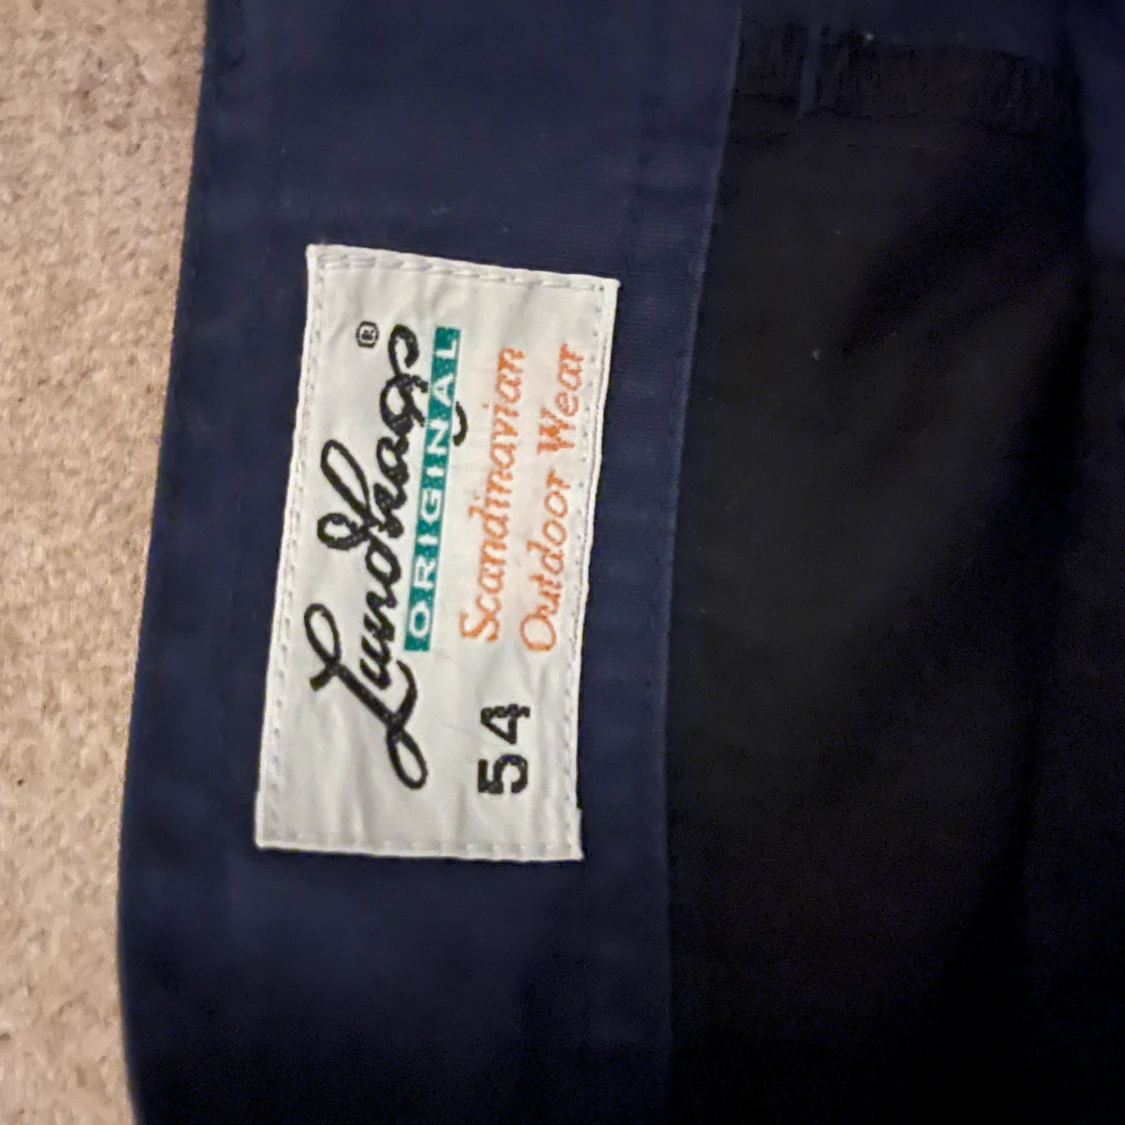 Lundhags ®
ORIGINAL
Scandinavian
54 Outdoor Wear